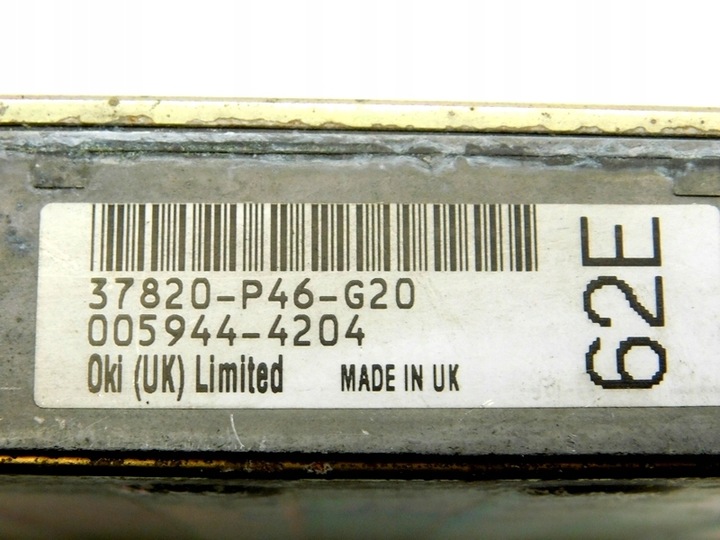 37820-P46-G20
005944-4204
Oki (UK) Limited MADE IN UK
62E